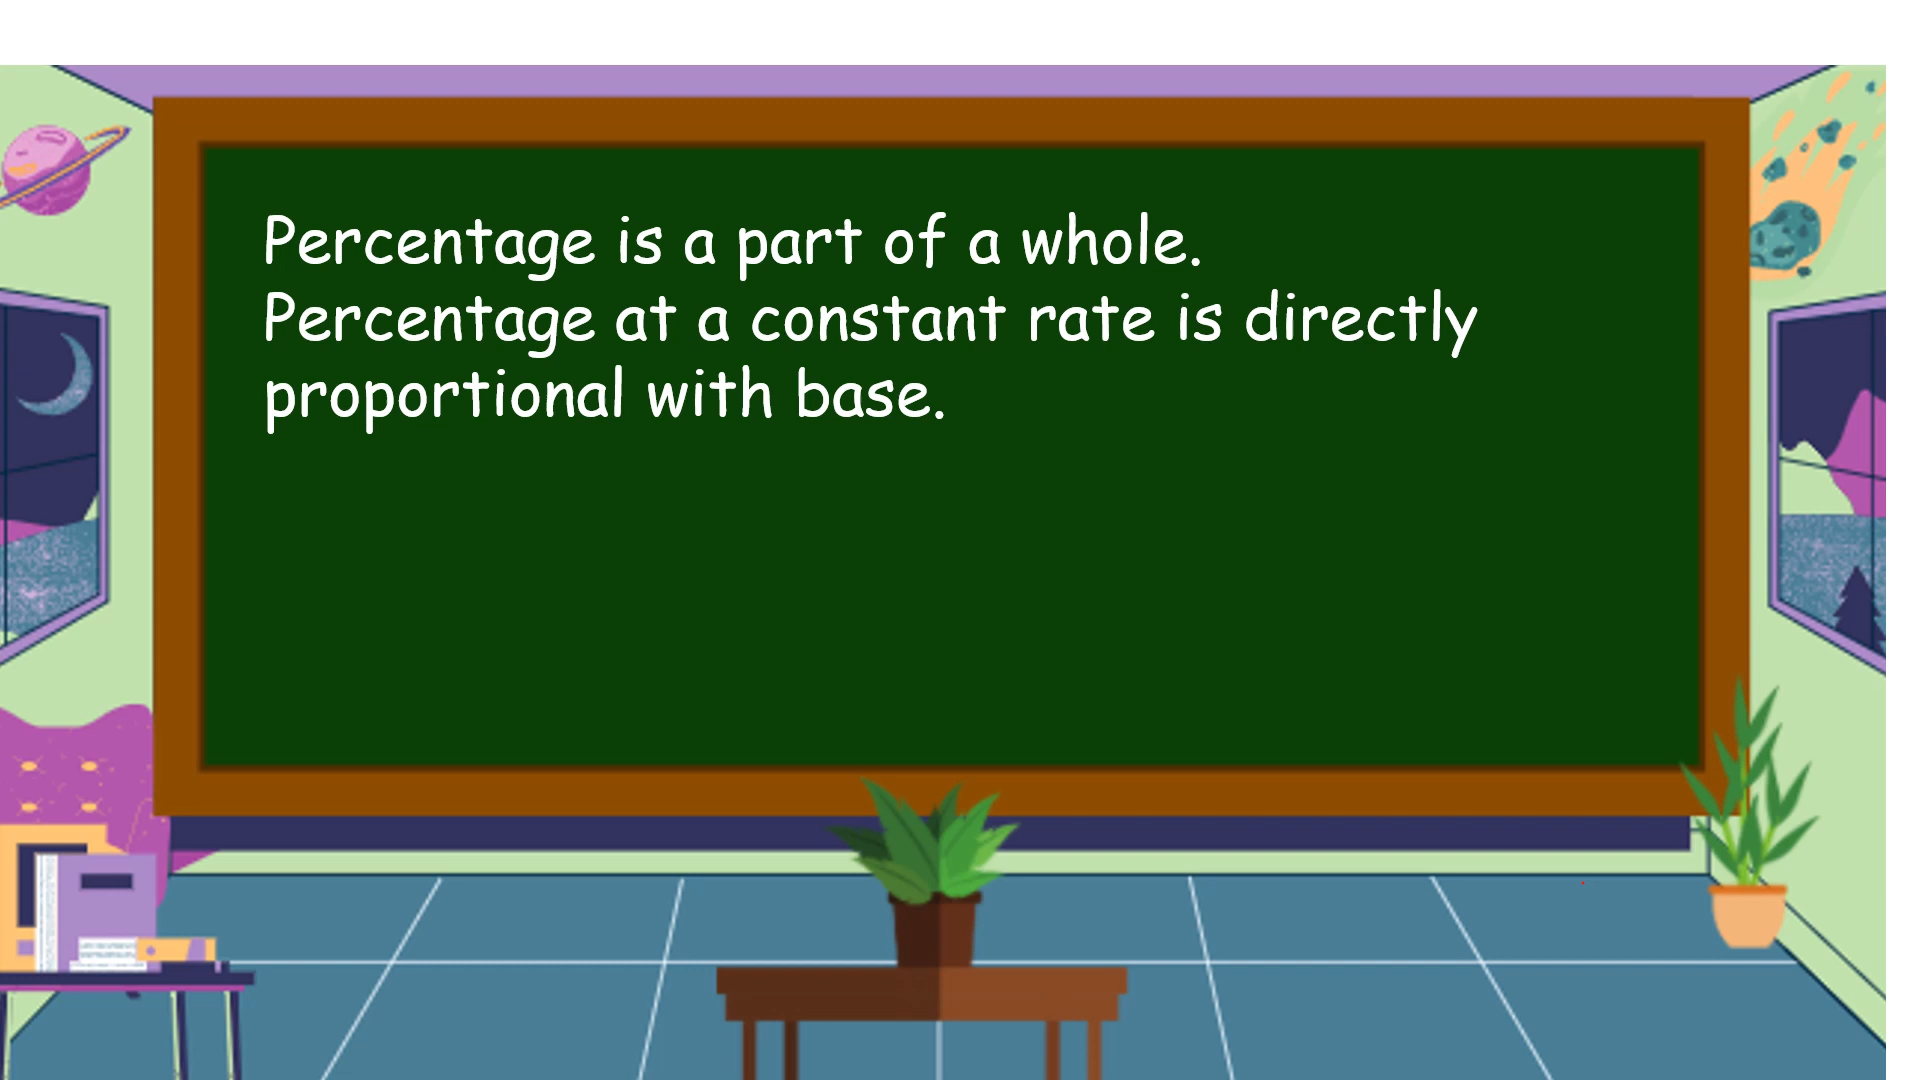 Percentage is a part of a whole.
Percentage at a constant rate is directly
proportional with base.